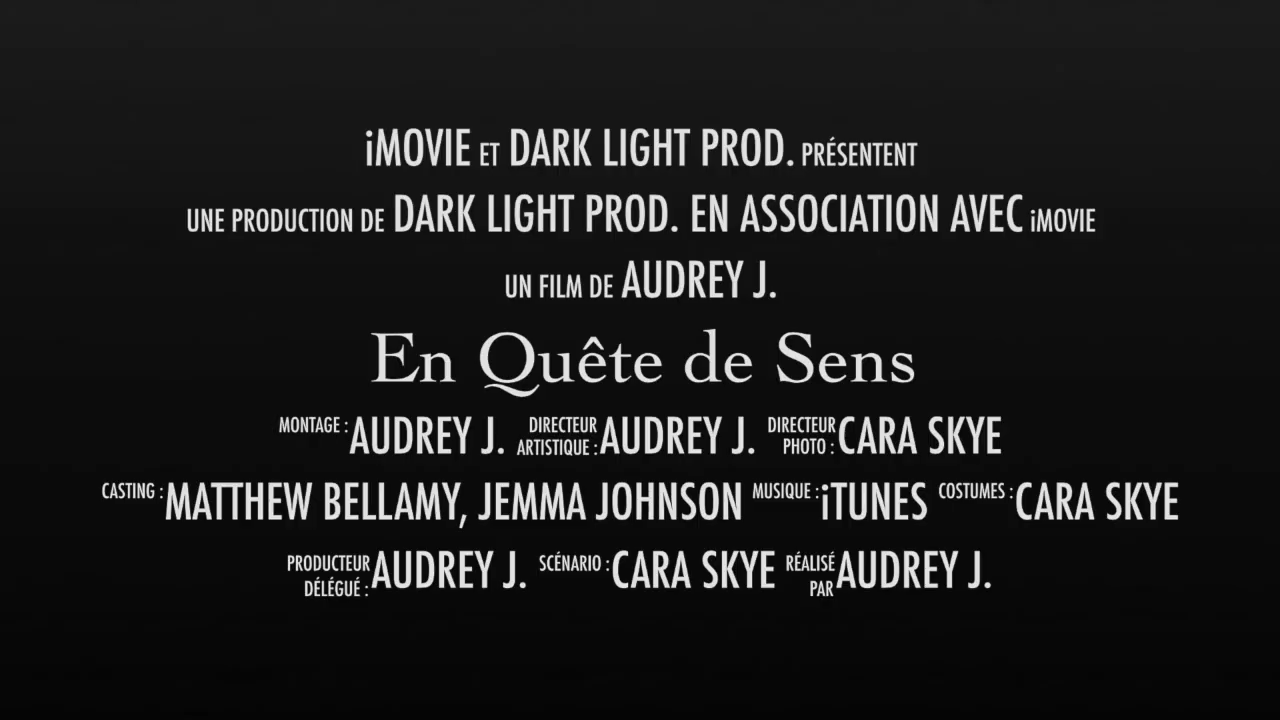 iMOVIE ET DARK LIGHT PROD. PRÉSENTENT
UNE PRODUCTION DE DARK LIGHT PROD. EN ASSOCIATION AVEC iMOVIE
UN FILM DE AUDREY J.
En Quête de Sens
MONTAGE : AUDREY J. DIRECTEUR ARTISTIQUE : AUDREY J. DIRECTEUR PHOTO : CARA SKYE
CASTING : MATTHEW BELLAMY, JEMMA JOHNSON MUSIQUE : iTUNES COSTUMES : CARA SKYE
PRODUCTEUR DÉLÉGUÉ : AUDREY J. SCÉNARIO : CARA SKYE RÉALISÉ PAR AUDREY J.